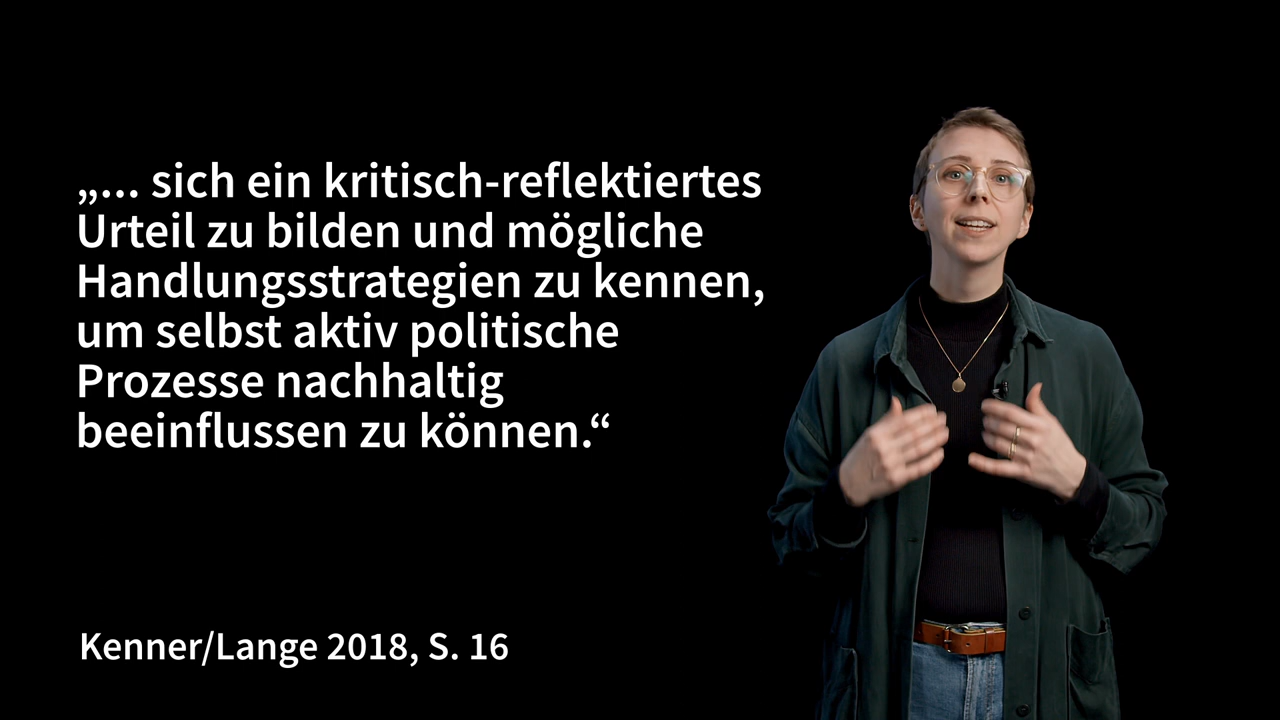 „... sich ein kritisch-reflektiertes
Urteil zu bilden und mögliche
Handlungsstrategien zu kennen,
um selbst aktiv politische
Prozesse nachhaltig
beeinflussen zu können.“
Kenner/Lange 2018, S. 16